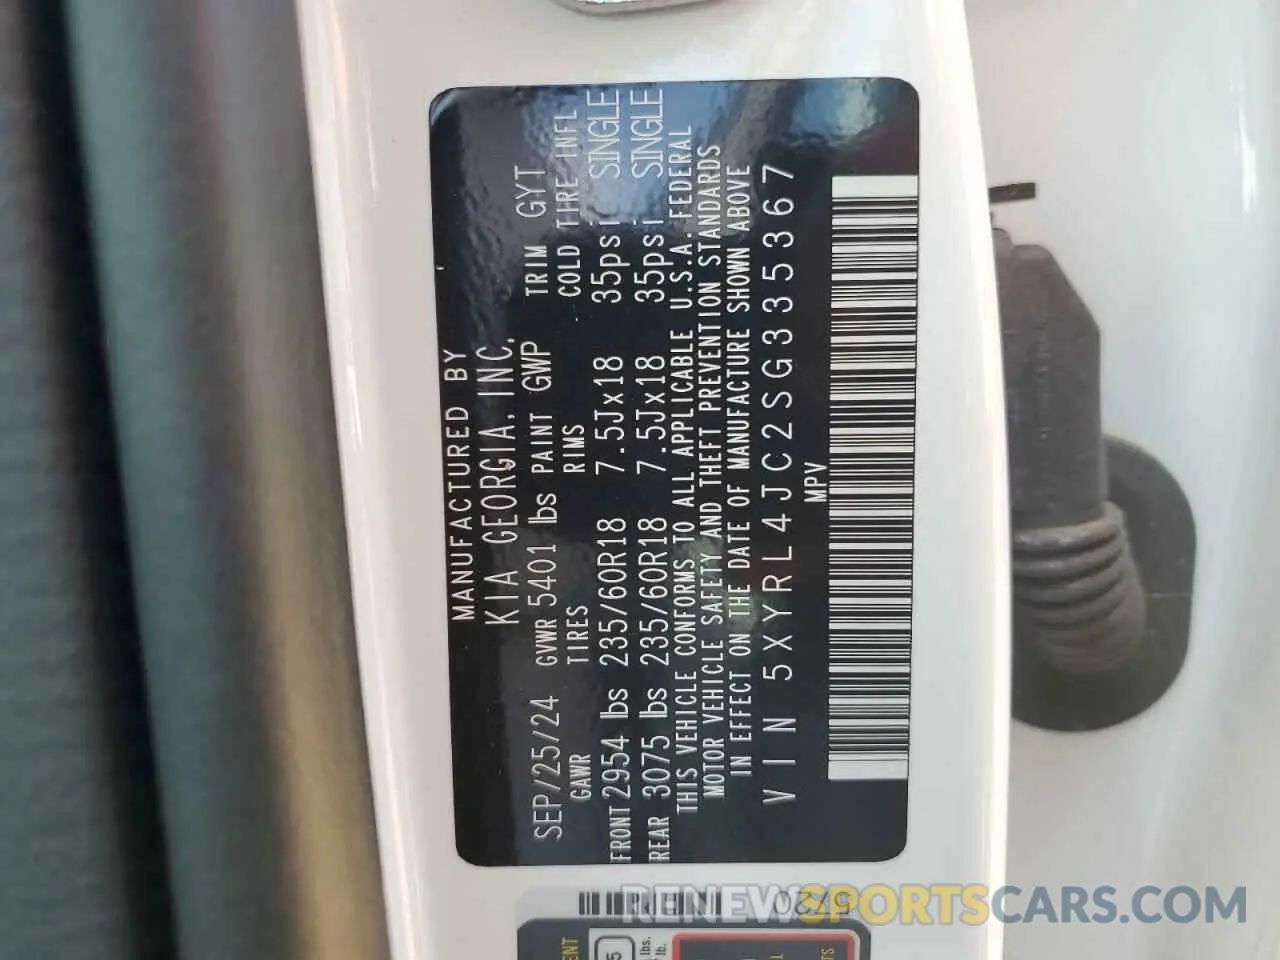 MANUFACTURED BY
KIA GEORGIA, INC.
SEP/25/24 GVWR 5401 lbs PAINT GWP TRIM GYT
GAWR TIRES RIMS COLD TIRE INFL
FRONT 2954 lbs 235/60R18 7.5Jx18 35psi SINGLE
REAR 3075 lbs 235/60R18 7.5Jx18 35psi SINGLE
THIS VEHICLE CONFORMS TO ALL APPLICABLE U.S.A. FEDERAL
MOTOR VEHICLE SAFETY AND THEFT PREVENTION STANDARDS
IN EFFECT ON THE DATE OF MANUFACTURE SHOWN ABOVE
VIN 5XYRL4JC2SG335367
MPV
RENEWSPORTSCARS.COM